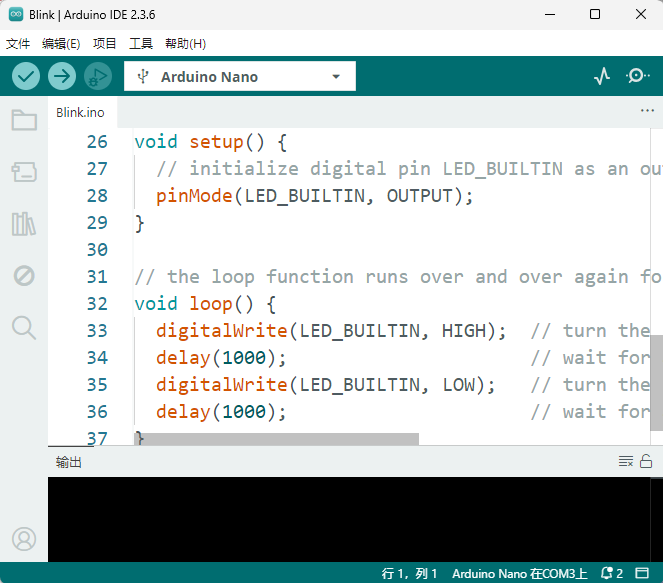 Blink | Arduino IDE 2.3.6
文件 编辑(E) 项目 工具 帮助(H)
Arduino Nano
Blink.ino
26 void setup() {
27   // initialize digital pin LED_BUILTIN as an ou
28   pinMode(LED_BUILTIN, OUTPUT);
29 }
30
31 // the loop function runs over and over again fo
32 void loop() {
33   digitalWrite(LED_BUILTIN, HIGH);  // turn the
34   delay(1000);                      // wait for
35   digitalWrite(LED_BUILTIN, LOW);   // turn the
36   delay(1000);                      // wait for
37 }
输出
行 1，列 1 Arduino Nano 在COM3上 2